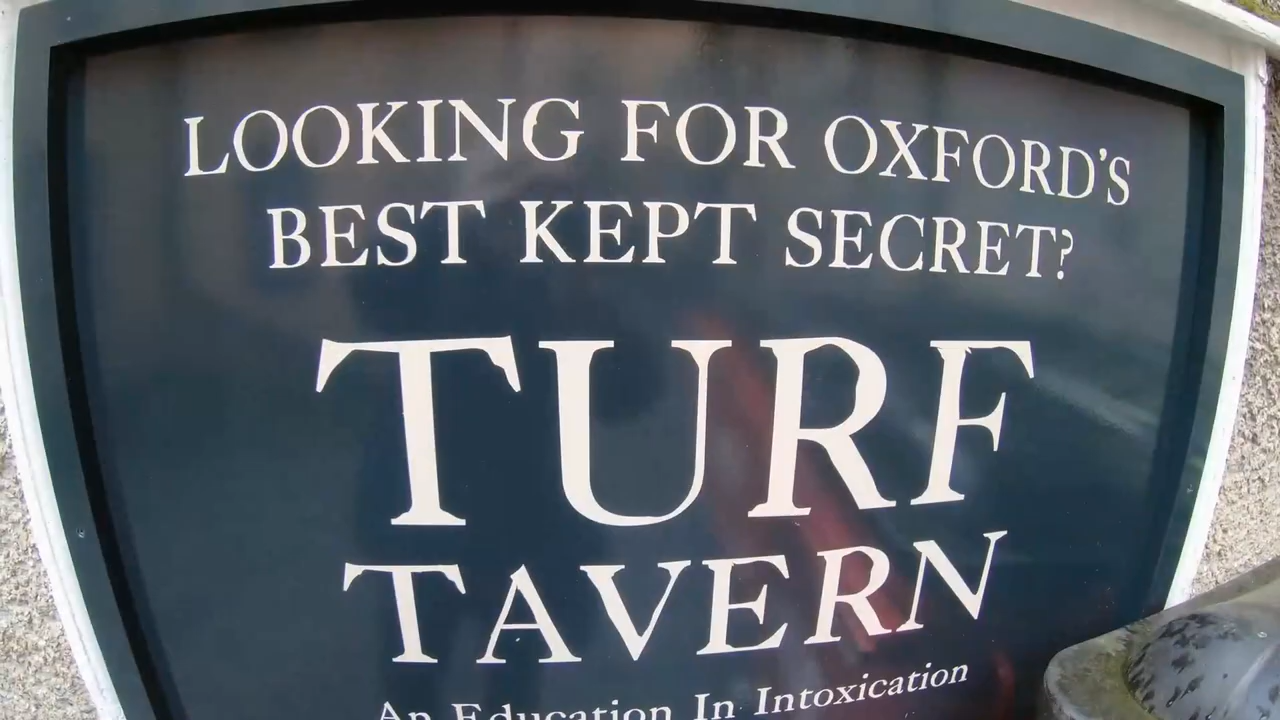 LOOKING FOR OXFORD'S
BEST KEPT SECRET?
TURF
TAVERN
An Education In Intoxication